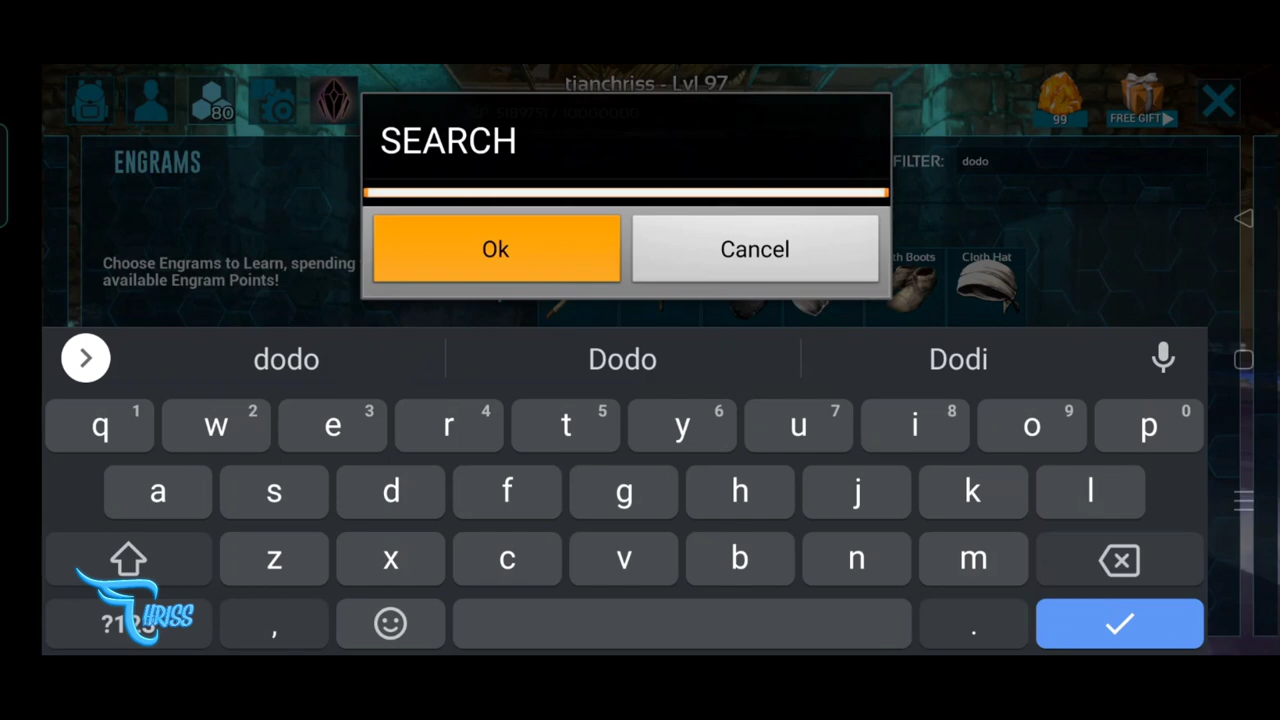 tianchriss - Lvl 97
80
99
FREE GIFT
SEARCH
ENGRAMS
FILTER: dodo
Ok
Cancel
Choose Engrams to Learn, spending
available Engram Points!
th Boots
Cloth Hat
dodo
Dodo
Dodi
q 1 w 2 e 3 r 4 t 5 y 6 u 7 i 8 o 9 p 0
a s d f g h j k l
z x c v b n m
HRISS
?123 , .